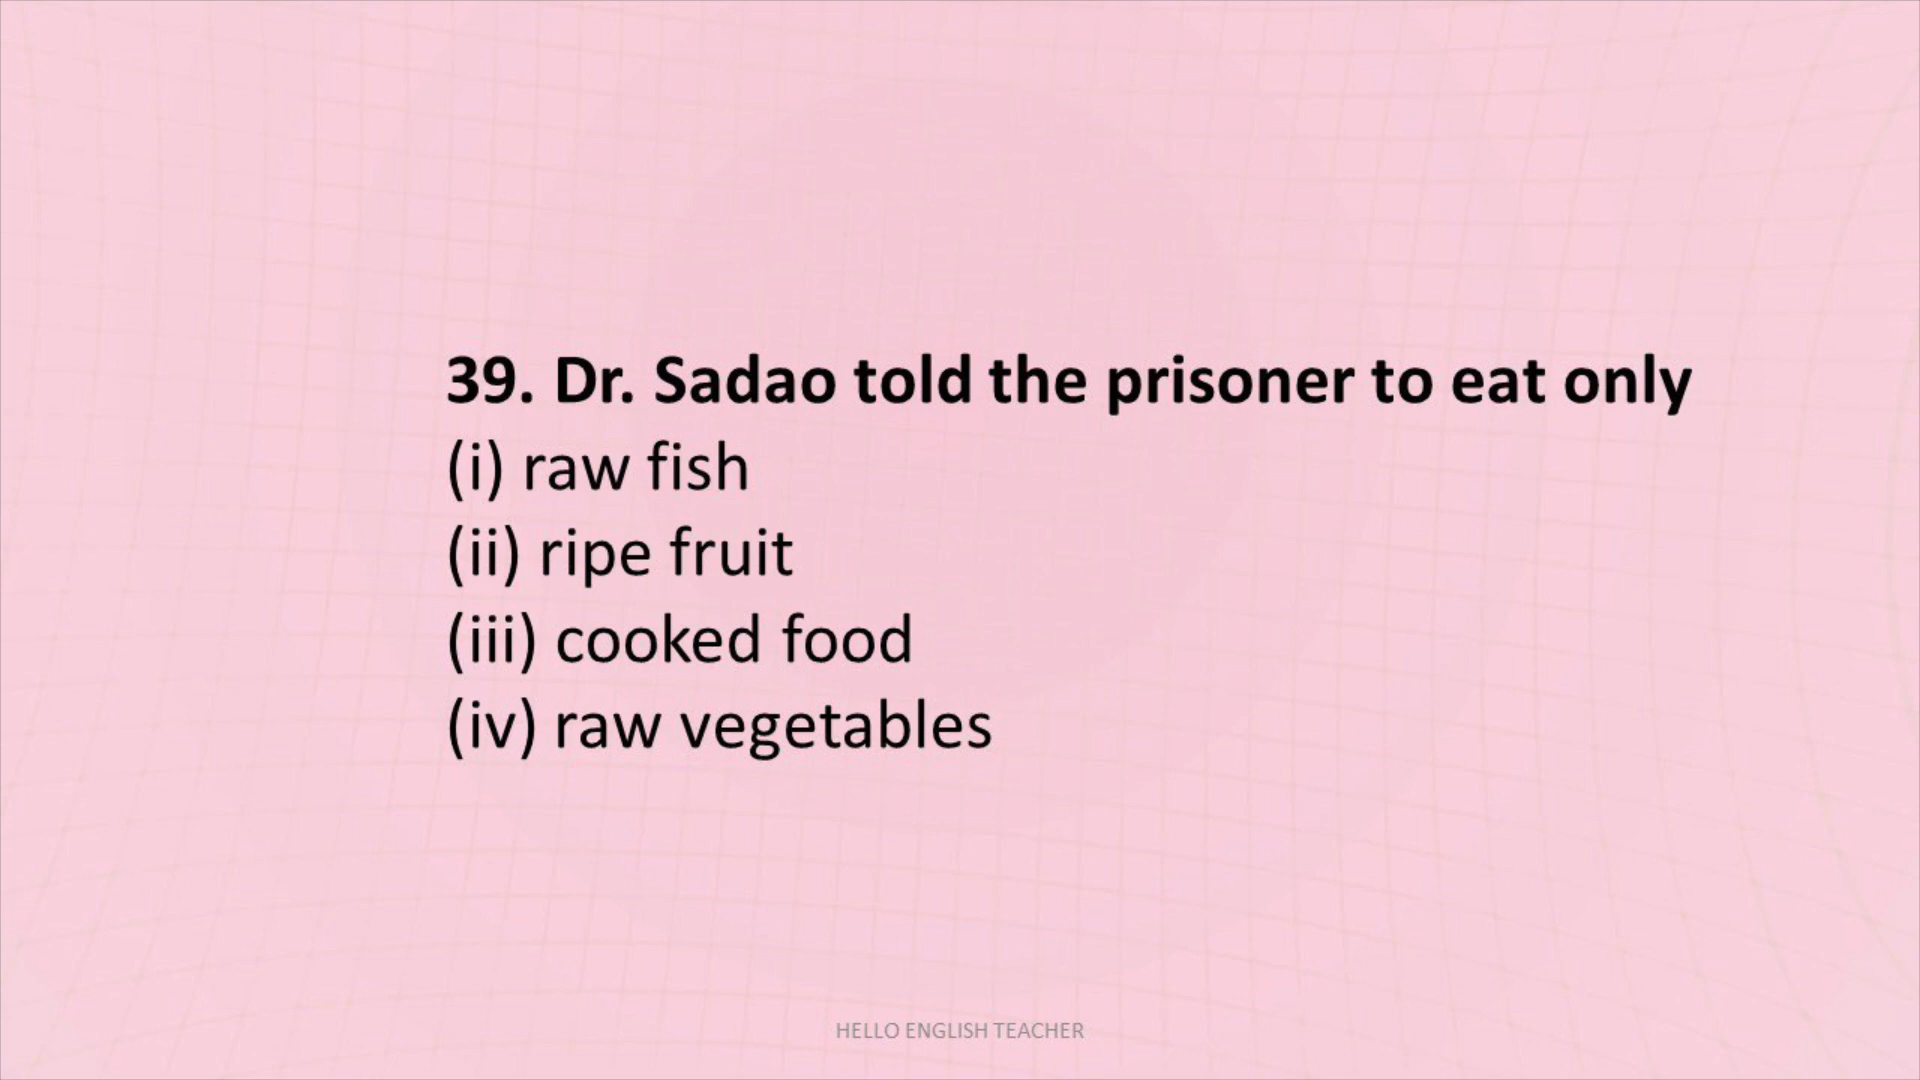 39. Dr. Sadao told the prisoner to eat only
(i) raw fish
(ii) ripe fruit
(iii) cooked food
(iv) raw vegetables
HELLO ENGLISH TEACHER